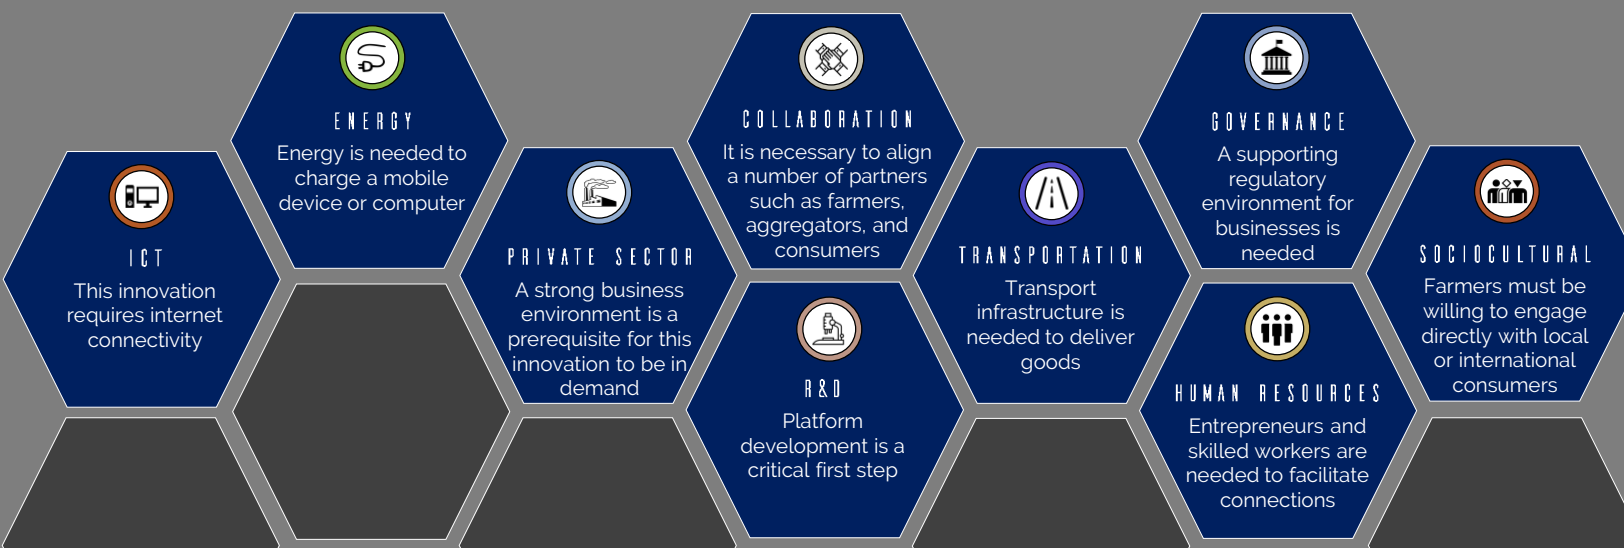 ICT
This innovation
requires internet
connectivity
ENERGY
Energy is needed to
charge a mobile
device or computer
PRIVATE SECTOR
A strong business
environment is a
prerequisite for this
innovation to be in
demand
COLLABORATION
It is necessary to align
a number of partners
such as farmers,
aggregators, and
consumers
R&D
Platform
development is a
critical first step
TRANSPORTATION
Transport
infrastructure is
needed to deliver
goods
GOVERNANCE
A supporting
regulatory
environment for
businesses is
needed
HUMAN RESOURCES
Entrepreneurs and
skilled workers are
needed to facilitate
connections
SOCIOCULTURAL
Farmers must be
willing to engage
directly with local
or international
consumers